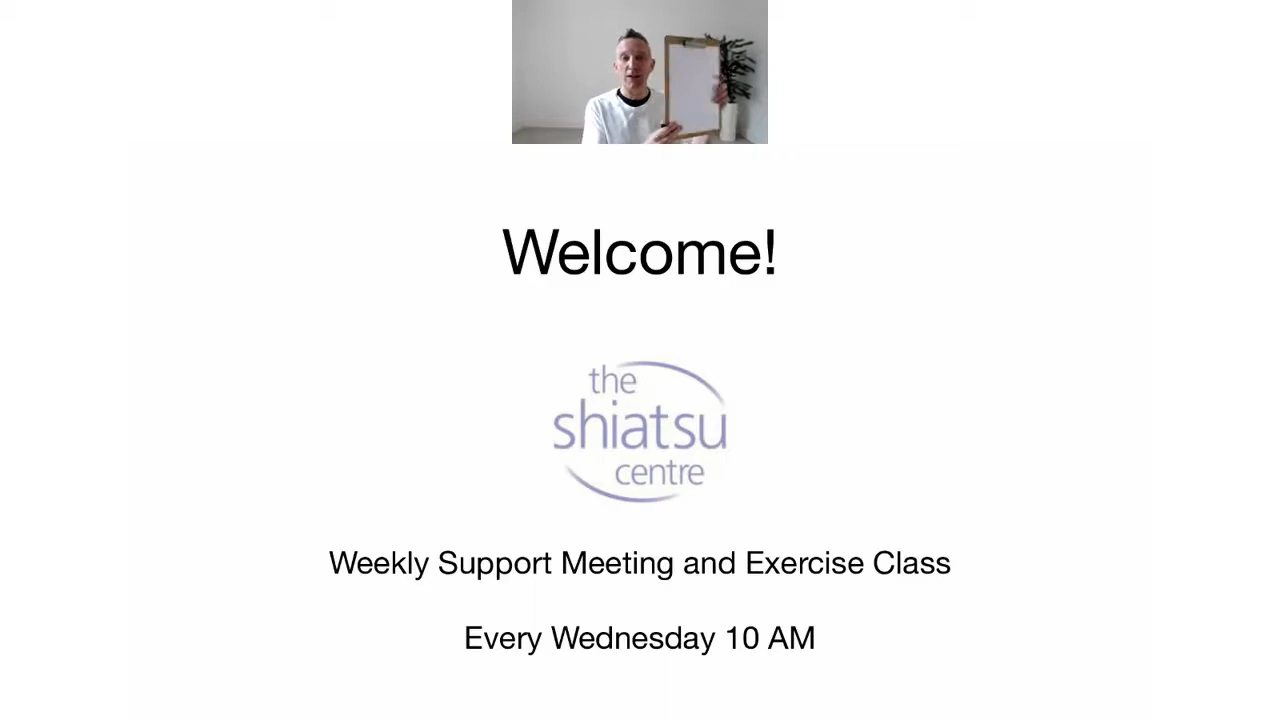 Welcome!
the
shiatsu
centre
Weekly Support Meeting and Exercise Class
Every Wednesday 10 AM